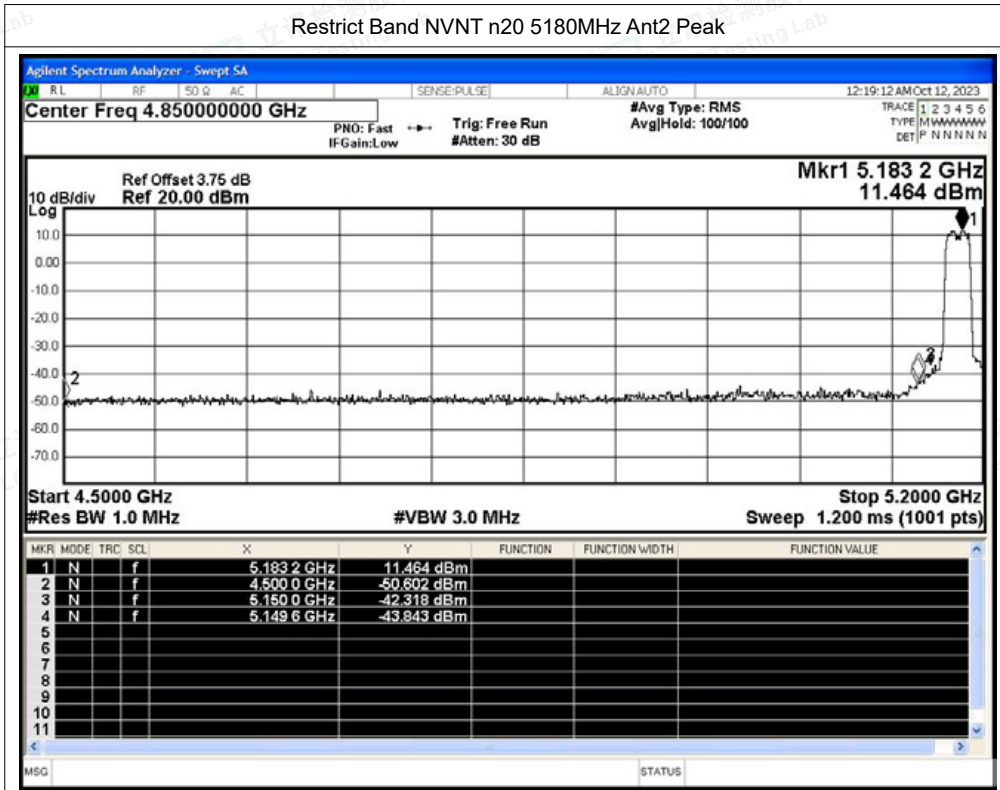 Restrict Band NVNT n20 5180MHz Ant2 Peak
Agilent Spectrum Analyzer - Swept SA
RL RF 50 Ω AC SENSE:PULSE ALIGN AUTO 12:19:12 AM Oct 12, 2023
Center Freq 4.850000000 GHz #Avg Type: RMS TRACE 1 2 3 4 5 6
PNO: Fast Trig: Free Run Avg|Hold: 100/100 TYPE M WWWWW
IFGain:Low #Atten: 30 dB DET P N N N N N
Mkr1 5.183 2 GHz
Ref Offset 3.75 dB
10 dB/div Ref 20.00 dBm 11.464 dBm
Log
1
10.0
0.00
-10.0
-20.0
-30.0
-40.0
2
-50.0
-60.0
-70.0
Start 4.5000 GHz Stop 5.2000 GHz
#Res BW 1.0 MHz #VBW 3.0 MHz Sweep 1.200 ms (1001 pts)
MKR MODE TRC SCL X Y FUNCTION FUNCTION WIDTH FUNCTION VALUE
1 N f 5.183 2 GHz 11.464 dBm
2 N f 4.500 0 GHz -50.602 dBm
3 N f 5.150 0 GHz -42.318 dBm
4 N f 5.149 6 GHz -43.843 dBm
5
6
7
8
9
10
11
MSG STATUS